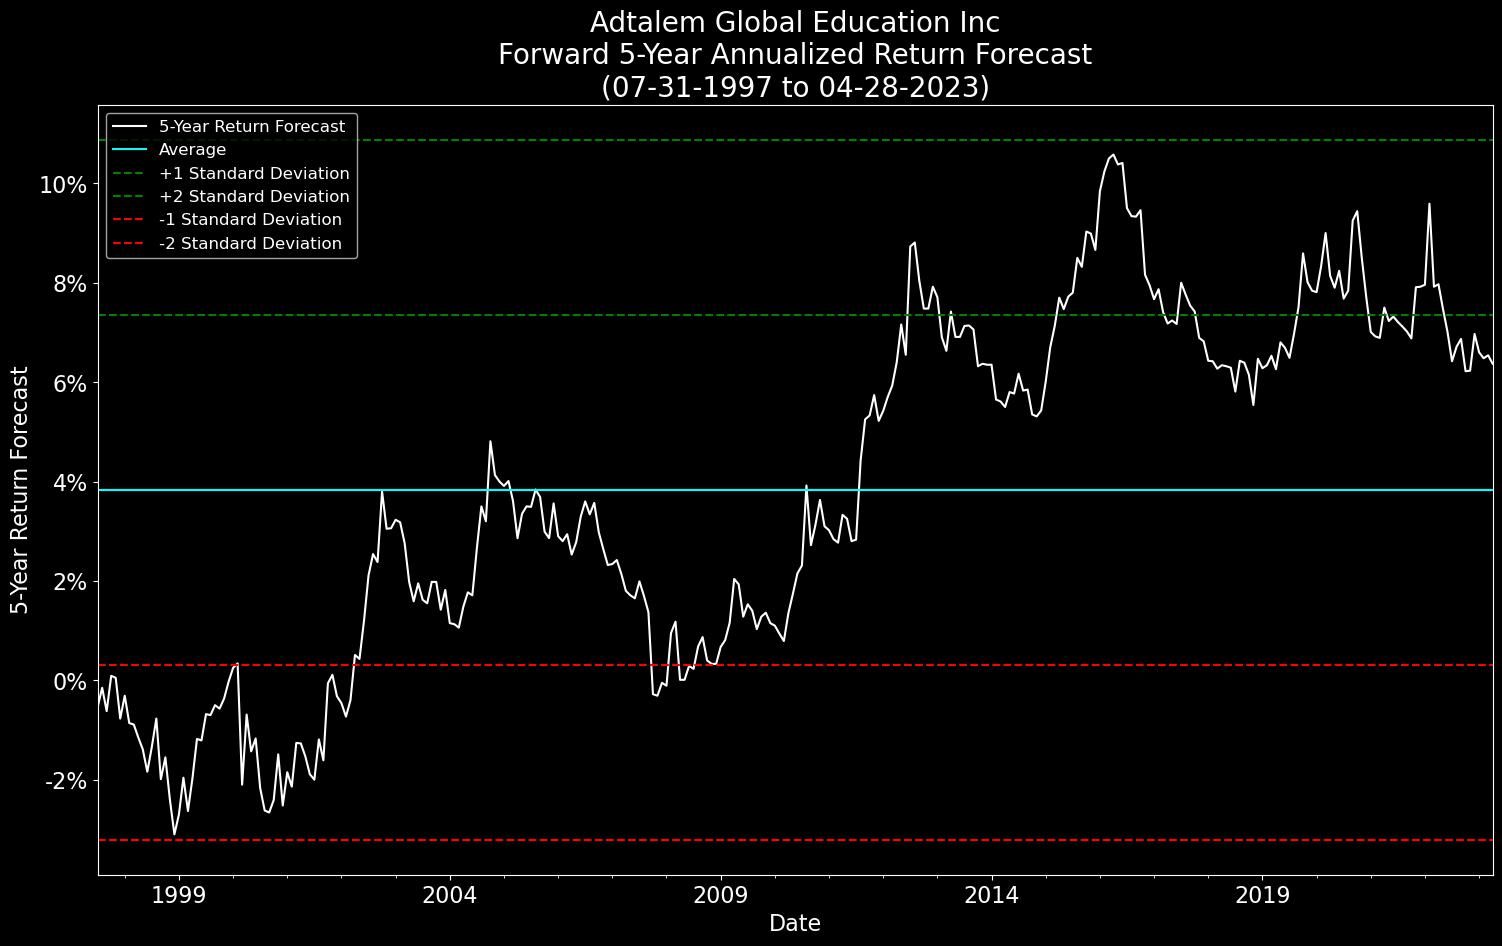 Adtalem Global Education Inc
Forward 5-Year Annualized Return Forecast
(07-31-1997 to 04-28-2023)
5-Year Return Forecast
Average
+1 Standard Deviation
+2 Standard Deviation
-1 Standard Deviation
-2 Standard Deviation
5-Year Return Forecast
10%
8%
6%
4%
2%
0%
-2%
1999
2004
2009
2014
2019
Date